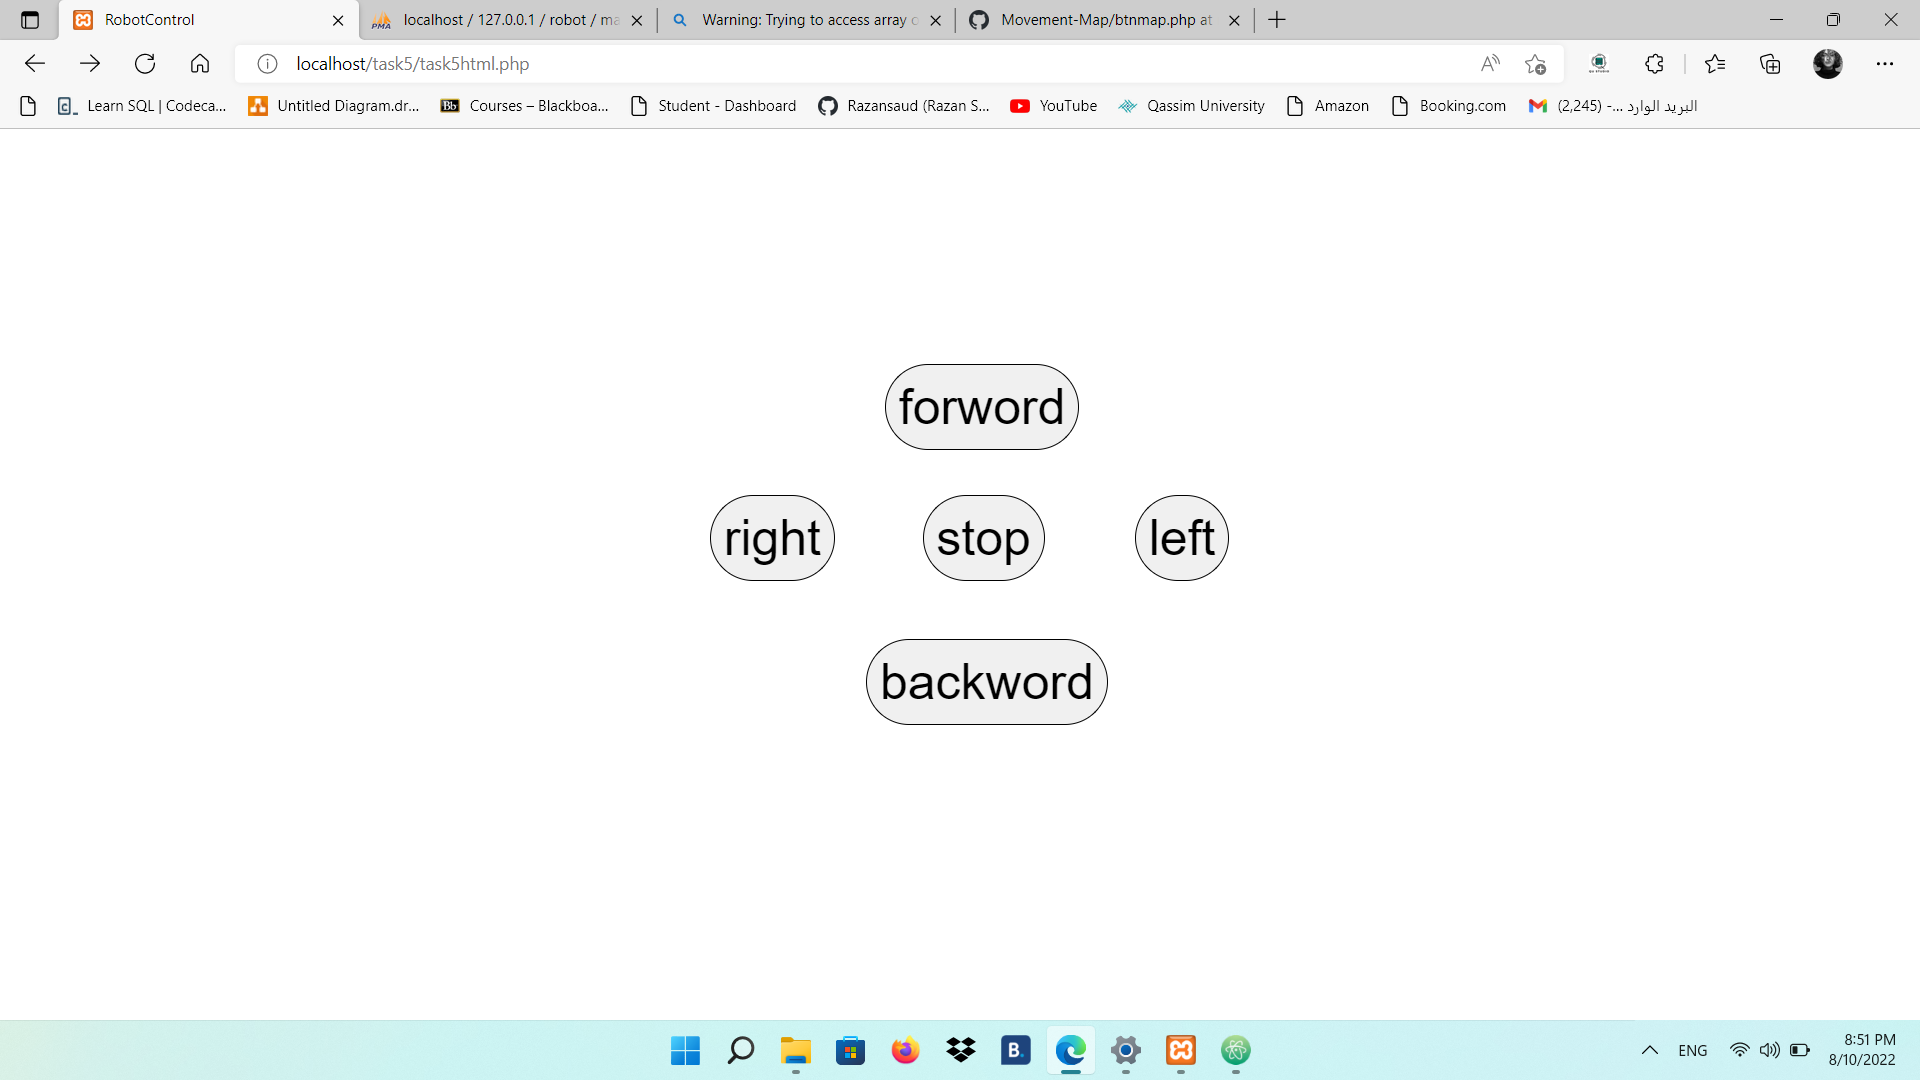 RobotControl
localhost / 127.0.0.1 / robot / ma
Warning: Trying to access array o
Movement-Map/btnmap.php at
localhost/task5/task5html.php
Learn SQL | Codeca...
Untitled Diagram.dr...
Bb Courses – Blackboa...
Student - Dashboard
Razansaud (Razan S...
YouTube
Qassim University
Amazon
Booking.com
البريد الوارد ...- (2,245)
forword
right
stop
left
backword
B.
ENG
8:51 PM
8/10/2022